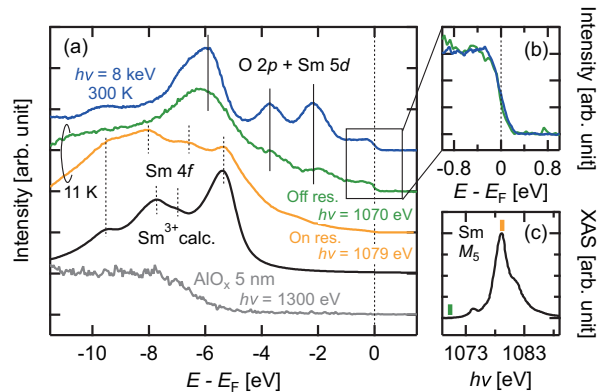 (a)
hν = 8 keV
300 K
O 2p + Sm 5d
11 K
Sm 4f
Off res.
hν = 1070 eV
Sm3+ calc.
On res.
hν = 1079 eV
AlOx 5 nm
hν = 1300 eV
Intensity [arb. unit]
-10 -8 -6 -4 -2 0
E - EF [eV]
(b)
Intensity
[arb. unit]
-0.8 0 0.8
E - EF [eV]
(c)
Sm
M5
XAS
[arb. unit]
1073 1083
hν [eV]